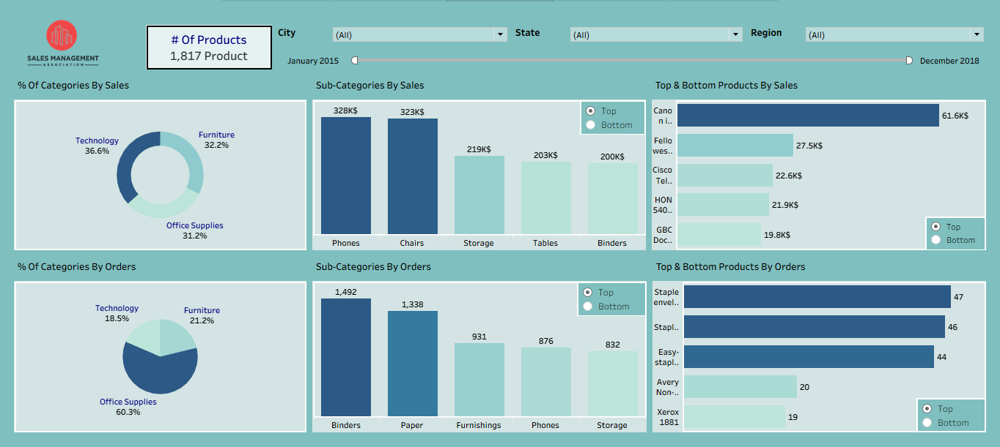 SALES MANAGEMENT
ASSOCIATION
# Of Products
1,817 Product
City
(All)
State
(All)
Region
(All)
January 2015
December 2018
% Of Categories By Sales
Technology
36.6%
Furniture
32.2%
Office Supplies
31.2%
Sub-Categories By Sales
Top
Bottom
328K$
323K$
219K$
203K$
200K$
Phones
Chairs
Storage
Tables
Binders
Top & Bottom Products By Sales
Cano
n i..
61.6K$
Fello
wes..
27.5K$
Cisco
Tel..
22.6K$
HON
540..
21.9K$
GBC
Doc..
19.8K$
Top
Bottom
% Of Categories By Orders
Technology
18.5%
Furniture
21.2%
Office Supplies
60.3%
Sub-Categories By Orders
Top
Bottom
1,492
1,338
931
876
832
Binders
Paper
Furnishings
Phones
Storage
Top & Bottom Products By Orders
Staple
envel..
47
Stapl..
46
Easy-
stapl..
44
Avery
Non-..
20
Xerox
1881
19
Top
Bottom